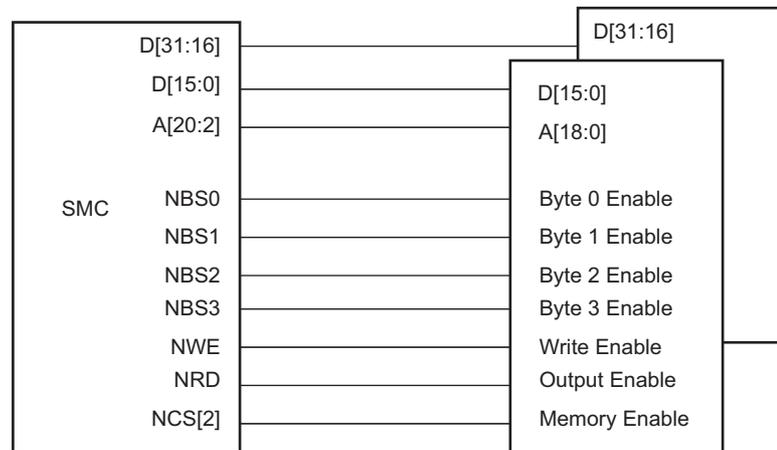 D[31:16] D[31:16]
D[15:0] D[15:0]
A[20:2] A[18:0]
SMC
NBS0 Byte 0 Enable
NBS1 Byte 1 Enable
NBS2 Byte 2 Enable
NBS3 Byte 3 Enable
NWE Write Enable
NRD Output Enable
NCS[2] Memory Enable